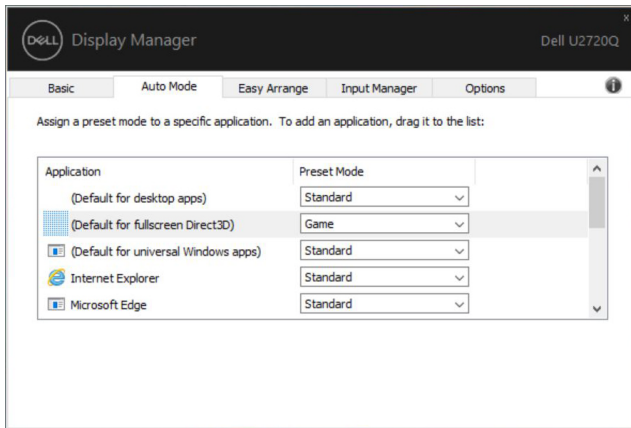 DELL Display Manager
Dell U2720Q
Basic Auto Mode Easy Arrange Input Manager Options
Assign a preset mode to a specific application. To add an application, drag it to the list:
Application Preset Mode
(Default for desktop apps) Standard
(Default for fullscreen Direct3D) Game
(Default for universal Windows apps) Standard
Internet Explorer Standard
Microsoft Edge Standard